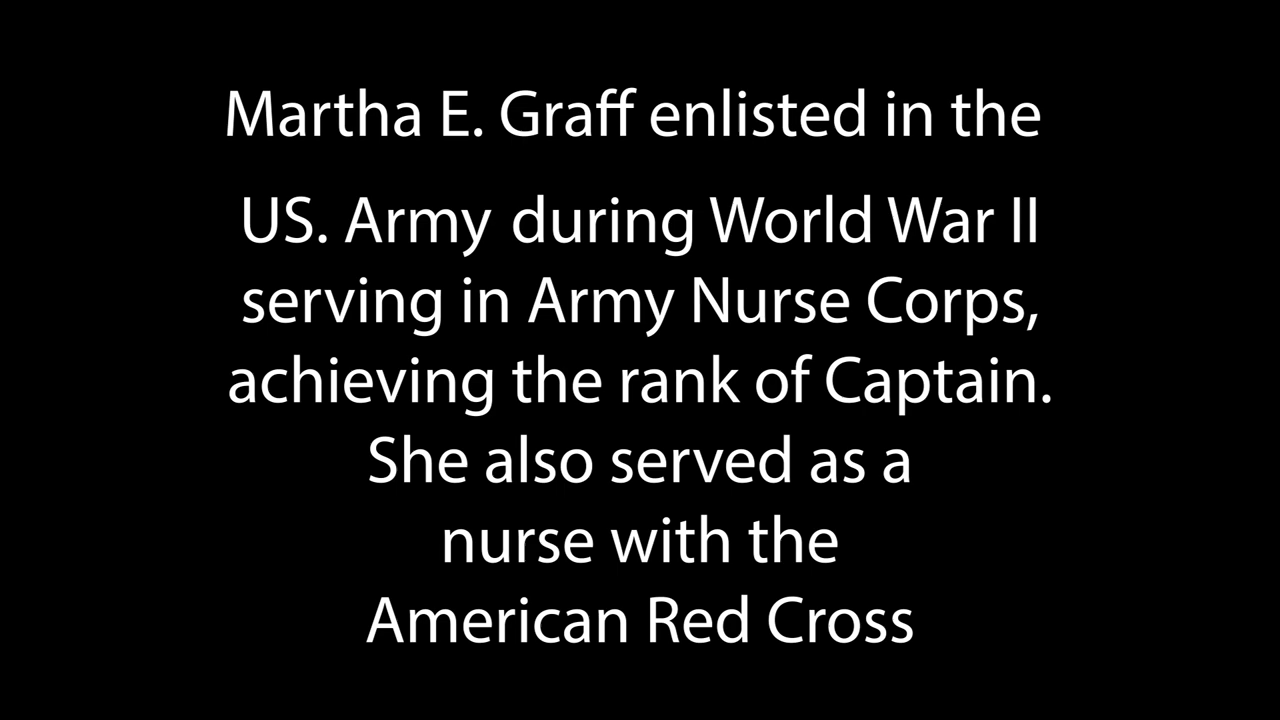 Martha E. Graff enlisted in the
US. Army during World War II
serving in Army Nurse Corps,
achieving the rank of Captain.
She also served as a
nurse with the
American Red Cross